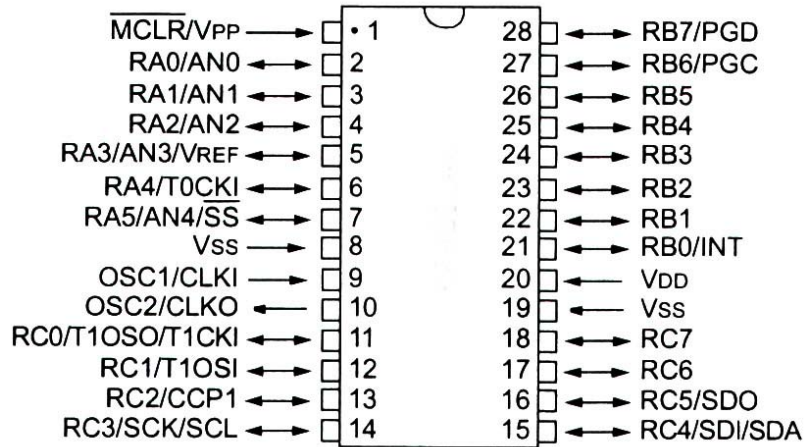 MCLR/VPP 1 28 RB7/PGD
RA0/AN0 2 27 RB6/PGC
RA1/AN1 3 26 RB5
RA2/AN2 4 25 RB4
RA3/AN3/VREF 5 24 RB3
RA4/T0CKI 6 23 RB2
RA5/AN4/SS 7 22 RB1
VSS 8 21 RB0/INT
OSC1/CLKI 9 20 VDD
OSC2/CLKO 10 19 VSS
RC0/T1OSO/T1CKI 11 18 RC7
RC1/T1OSI 12 17 RC6
RC2/CCP1 13 16 RC5/SDO
RC3/SCK/SCL 14 15 RC4/SDI/SDA